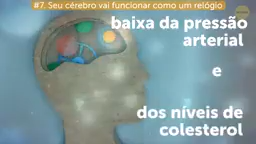 #7. Seu cérebro vai funcionar como um relógio
baixa da pressão
arterial
e
dos níveis de
colesterol